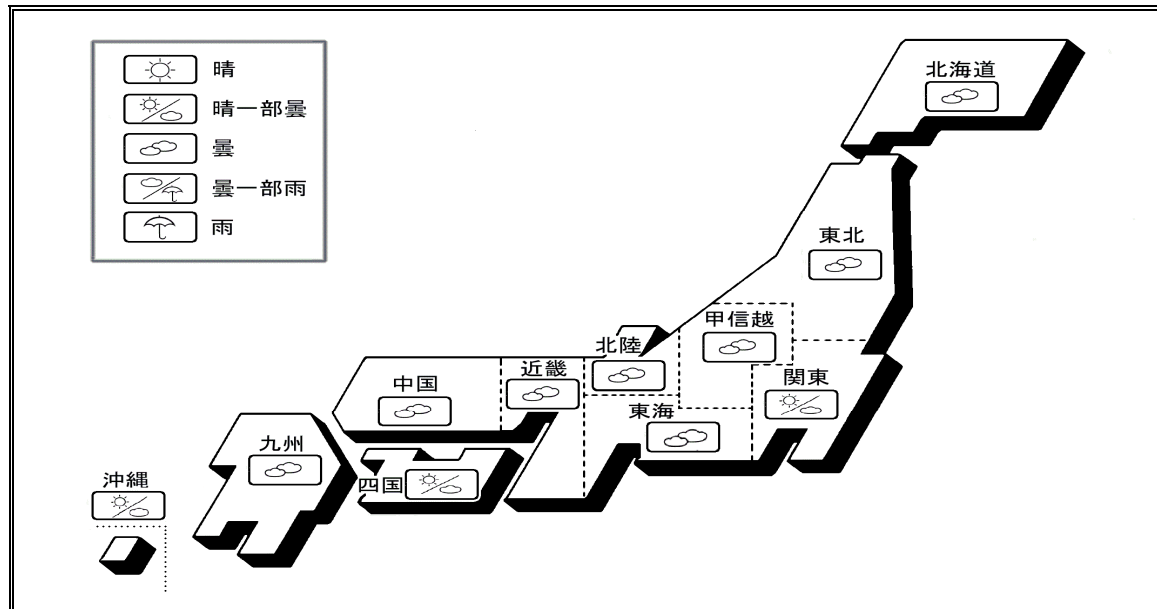 晴
晴一部曇
曇
曇一部雨
雨
北海道
東北
甲信越
北陸
関東
近畿
中国
東海
九州
四国
沖縄